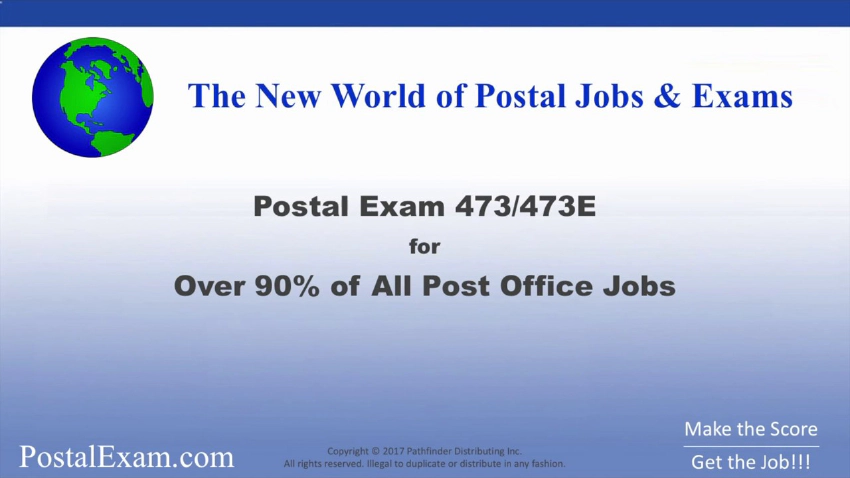 The New World of Postal Jobs & Exams
Postal Exam 473/473E
for
Over 90% of All Post Office Jobs
Make the Score
Get the Job!!!
PostalExam.com
Copyright © 2017 Pathfinder Distributing Inc.
All rights reserved. Illegal to duplicate or distribute in any fashion.